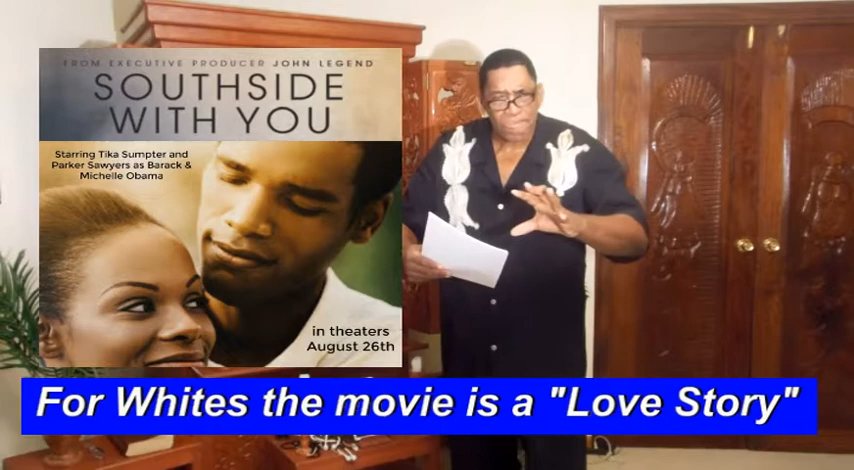 FROM EXECUTIVE PRODUCER JOHN LEGEND
SOUTHSIDE
WITH YOU
Starring Tika Sumpter and
Parker Sawyers as Barack &
Michelle Obama
in theaters
August 26th
For Whites the movie is a "Love Story"